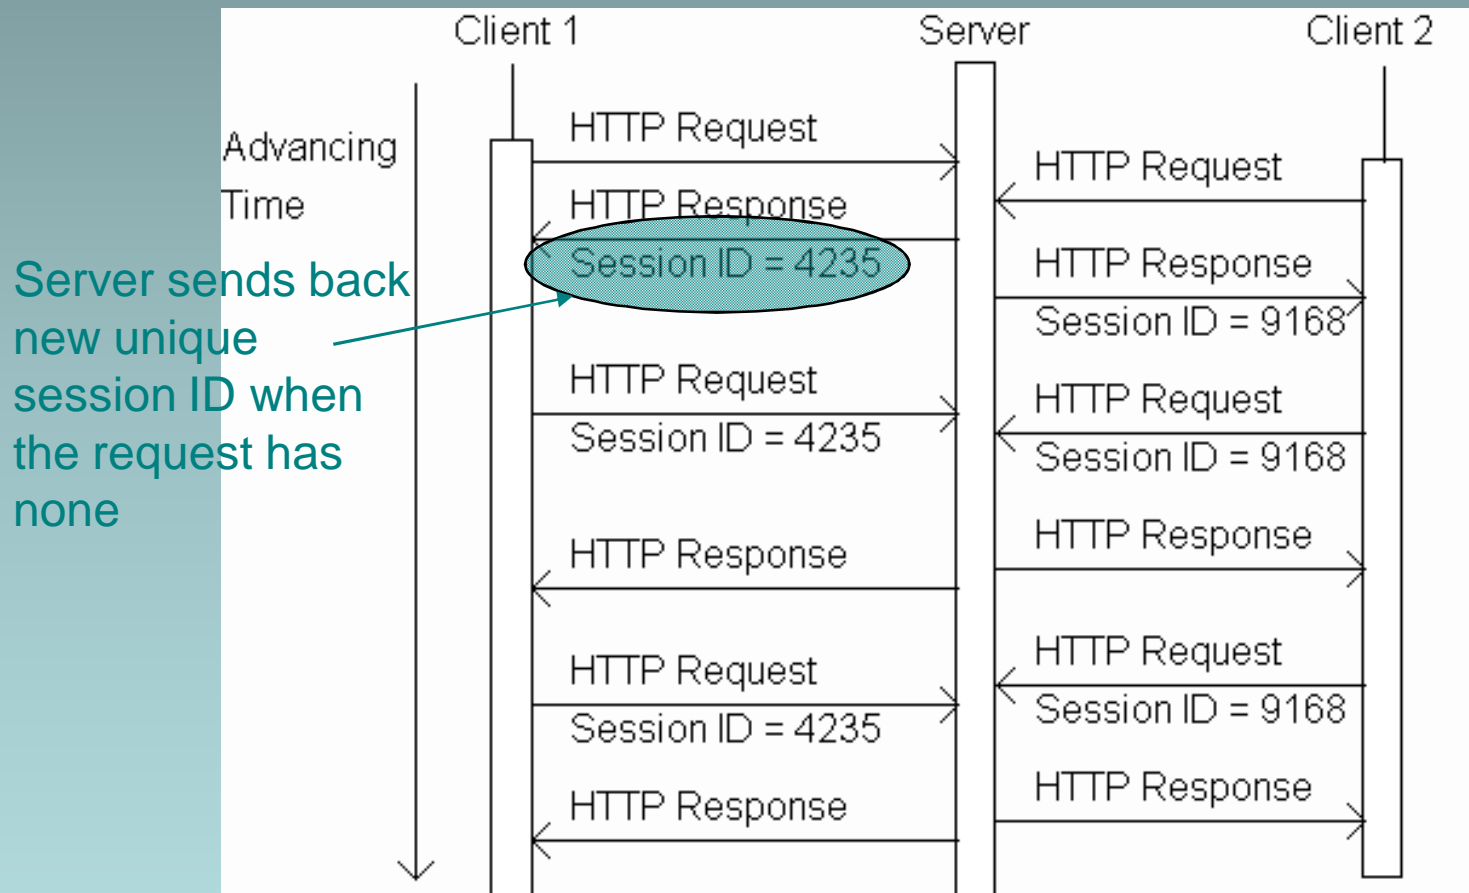 Client 1
Server
Client 2
Advancing
Time
HTTP Request
HTTP Request
HTTP Response
Session ID = 4235
HTTP Response
Session ID = 9168
Server sends back
new unique
session ID when
the request has
none
HTTP Request
Session ID = 4235
HTTP Request
Session ID = 9168
HTTP Response
HTTP Response
HTTP Request
Session ID = 9168
HTTP Request
Session ID = 4235
HTTP Response
HTTP Response